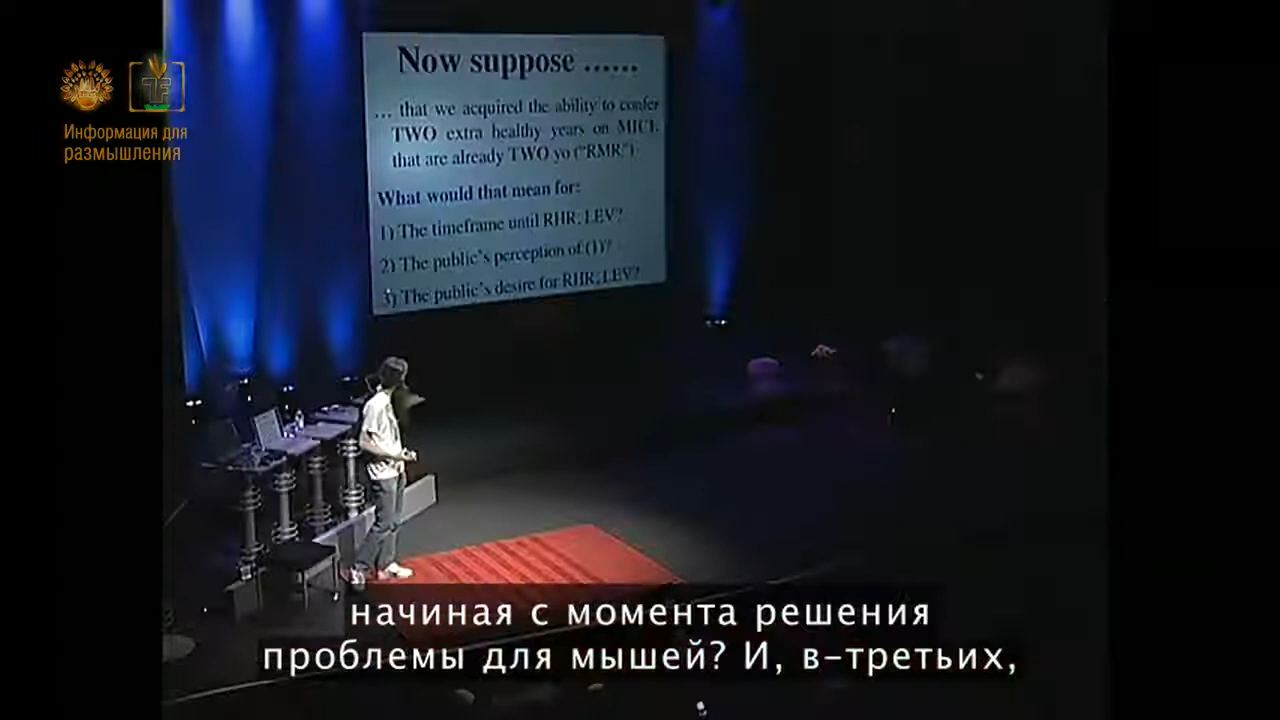 Now suppose ……
… that we acquired the ability to confer
TWO extra healthy years on MICE
that are already TWO yo ("RMR")
What would that mean for:
1) The timeframe until RHR, LEV?
2) The public's perception of (1)?
3) The public's desire for RHR, LEV?
Информация для
размышления
начиная с момента решения
проблемы для мышей? И, в-третьих,